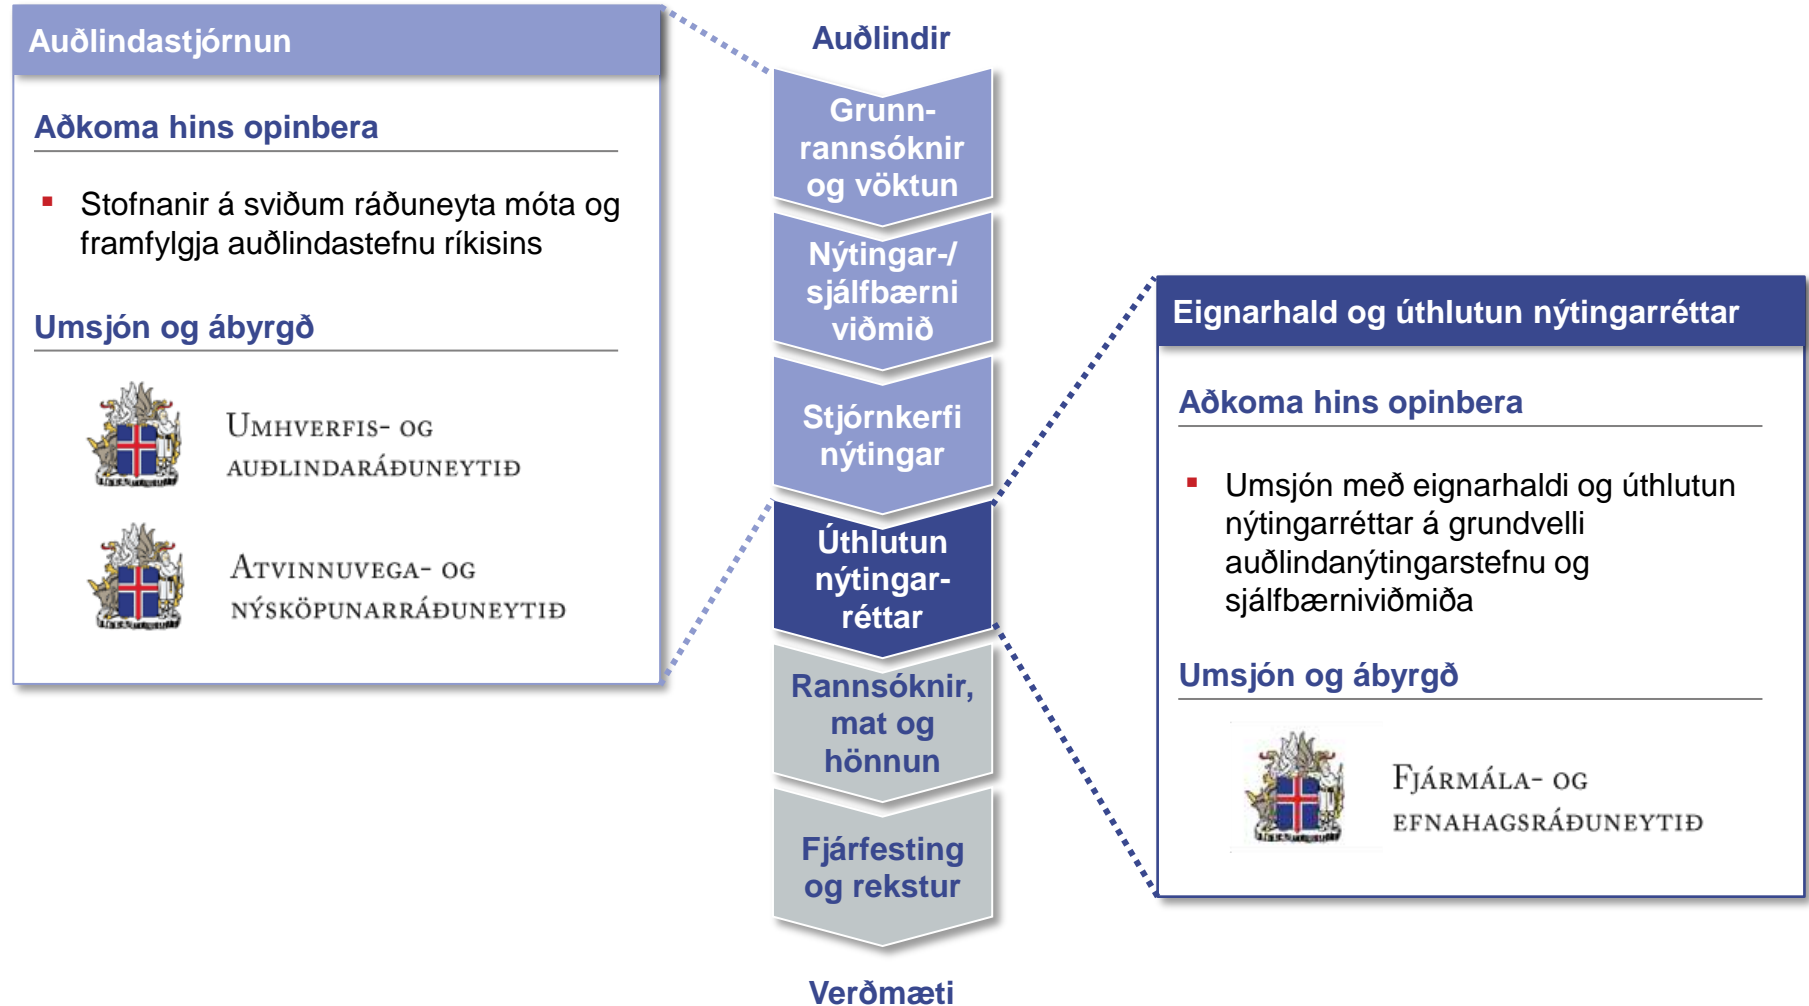 Auðlindastjórnun
Aðkoma hins opinbera
▪ Stofnanir á sviðum ráðuneyta móta og
framfylgja auðlindastefnu ríkisins
Umsjón og ábyrgð
UMHVERFIS- OG
AUÐLINDARÁÐUNEYTIÐ
ATVINNUVEGA- OG
NÝSKÖPUNARRÁÐUNEYTIÐ
Auðlindir
Grunn-
rannsóknir
og vöktun
Nýtingar-/
sjálfbærni
viðmið
Stjórnkerfi
nýtingar
Úthlutun
nýtingar-
réttar
Rannsóknir,
mat og
hönnun
Fjárfesting
og rekstur
Verðmæti
Eignarhald og úthlutun nýtingarréttar
Aðkoma hins opinbera
▪ Umsjón með eignarhaldi og úthlutun
nýtingarréttar á grundvelli
auðlindanýtingarstefnu og
sjálfbærniviðmiða
Umsjón og ábyrgð
FJÁRMÁLA- OG
EFNAHAGSRÁÐUNEYTIÐ